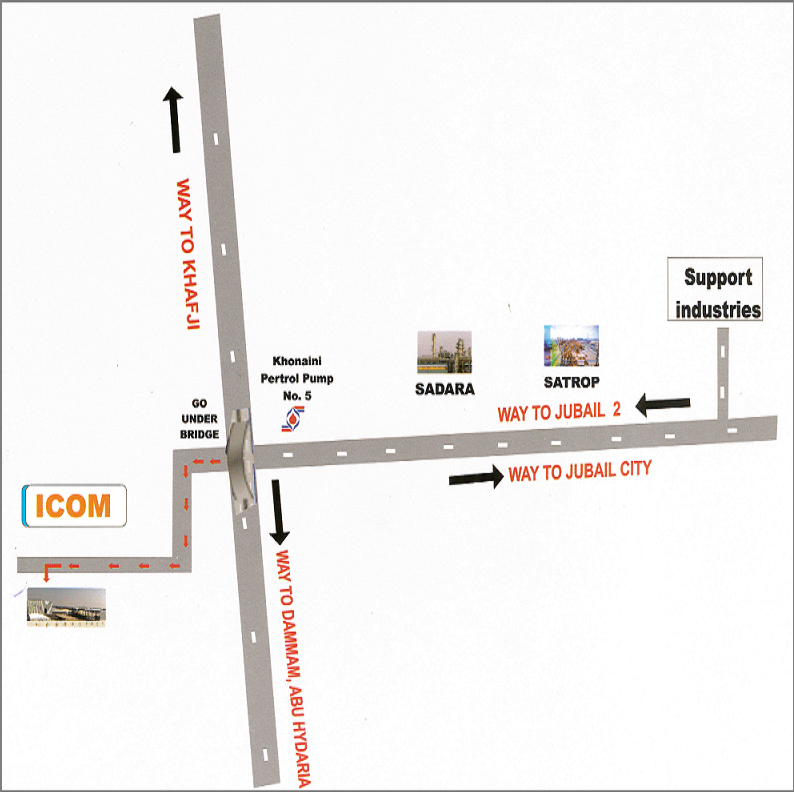 WAY TO KHAFJI
Support
industries
Khonaini
Pertrol Pump
No. 5
SADARA
SATROP
GO
UNDER
BRIDGE
WAY TO JUBAIL 2
WAY TO JUBAIL CITY
ICOM
WAY TO DAMMAM, ABU HYDARIA